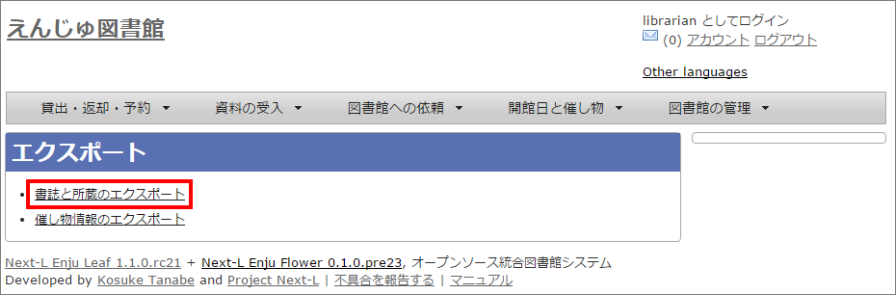 えんじゅ図書館
librarian としてログイン
(0) アカウント ログアウト
Other languages
貸出・返却・予約 資料の受入 図書館への依頼 開館日と催し物 図書館の管理
エクスポート
書誌と所蔵のエクスポート
催し物情報のエクスポート
Next-L Enju Leaf 1.1.0.rc21 + Next-L Enju Flower 0.1.0.pre23, オープンソース統合図書館システム
Developed by Kosuke Tanabe and Project Next-L | 不具合を報告する | マニュアル